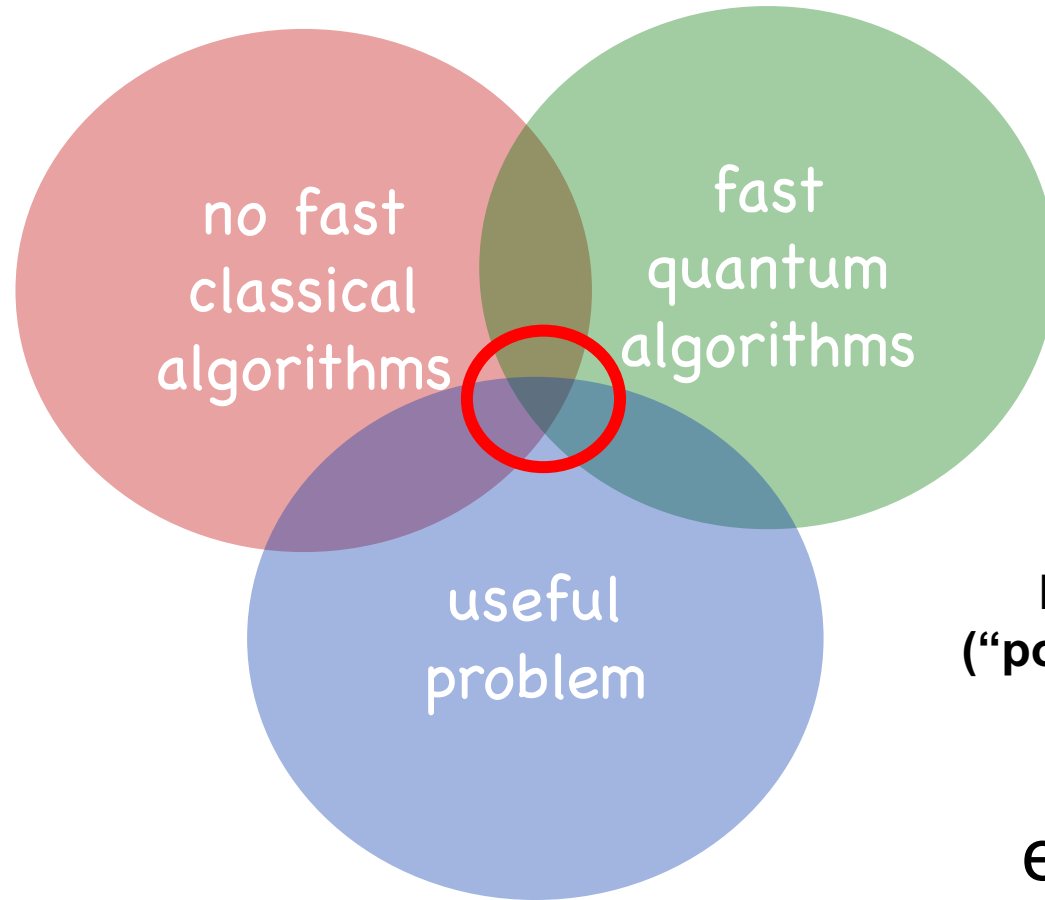 no fast
classical
algorithms
fast
quantum
algorithms
useful
problem